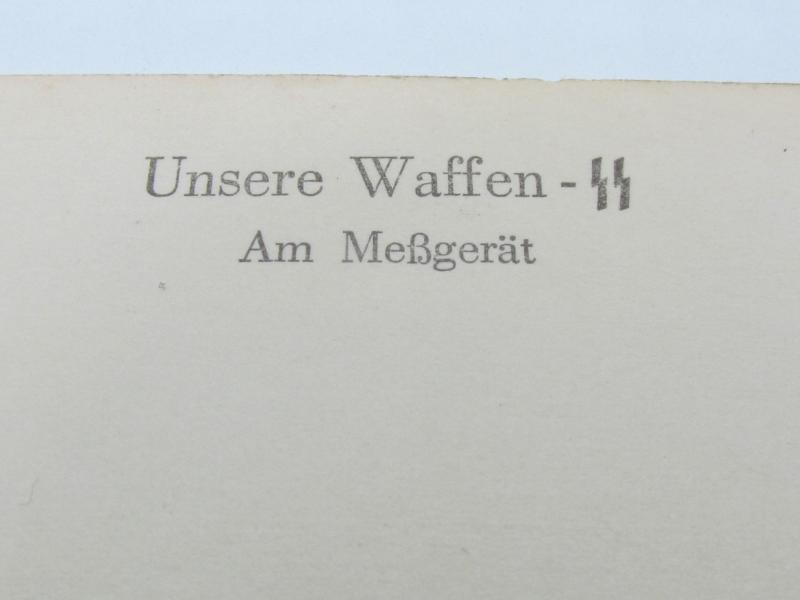 Unsere Waffen - ᛋᛋ
Am Meßgerät